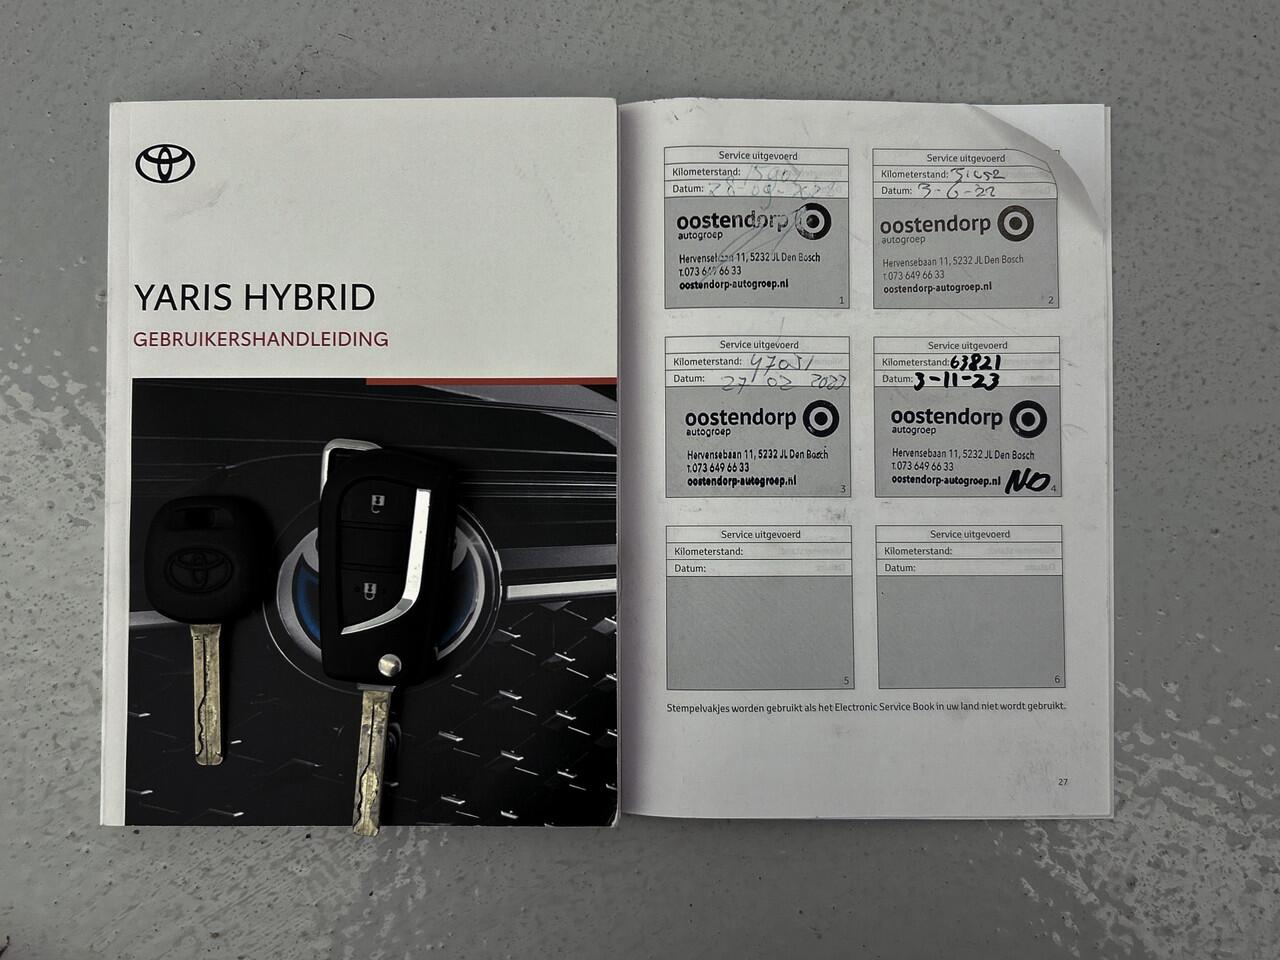 YARIS HYBRID
GEBRUIKERSHANDLEIDING
Service uitgevoerd
Kilometerstand:
Datum:
oostendorp
autogroep
Hervensebaan 11, 5232 JL Den Bosch
T.073 649 66 33
oostendorp-autogroep.nl
1
Service uitgevoerd
Kilometerstand:
Datum: 3-6-22
oostendorp
autogroep
Hervensebaan 11, 5232 JL Den Bosch
T.073 649 66 33
oostendorp-autogroep.nl
2
Service uitgevoerd
Kilometerstand: 47051
Datum: 27 02 2023
oostendorp
autogroep
Hervensebaan 11, 5232 JL Den Bosch
T.073 649 66 33
oostendorp-autogroep.nl
3
Service uitgevoerd
Kilometerstand: 63821
Datum: 3-11-23
oostendorp
autogroep
Hervensebaan 11, 5232 JL Den Bosch
T.073 649 66 33
oostendorp-autogroep.nl NO
4
Service uitgevoerd
Kilometerstand:
Datum:
5
Service uitgevoerd
Kilometerstand:
Datum:
6
Stempelvakjes worden gebruikt als het Electronic Service Book in uw land niet wordt gebruikt.
27